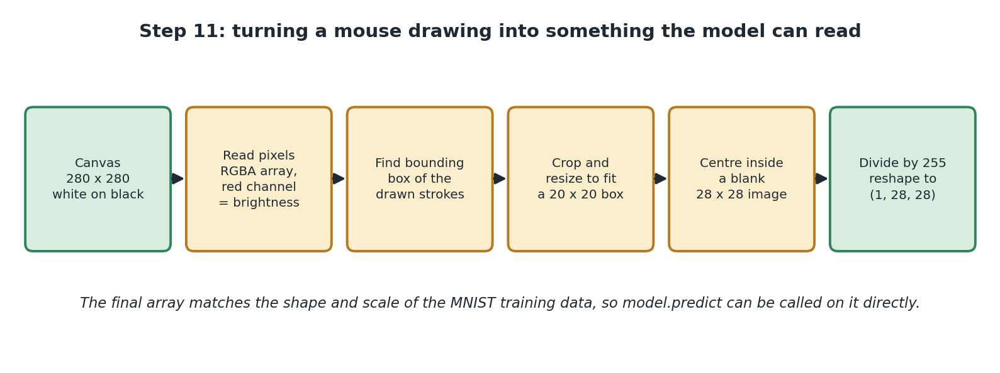 Step 11: turning a mouse drawing into something the model can read
Canvas
280 x 280
white on black
Read pixels
RGBA array,
red channel
= brightness
Find bounding
box of the
drawn strokes
Crop and
resize to fit
a 20 x 20 box
Centre inside
a blank
28 x 28 image
Divide by 255
reshape to
(1, 28, 28)
The final array matches the shape and scale of the MNIST training data, so model.predict can be called on it directly.